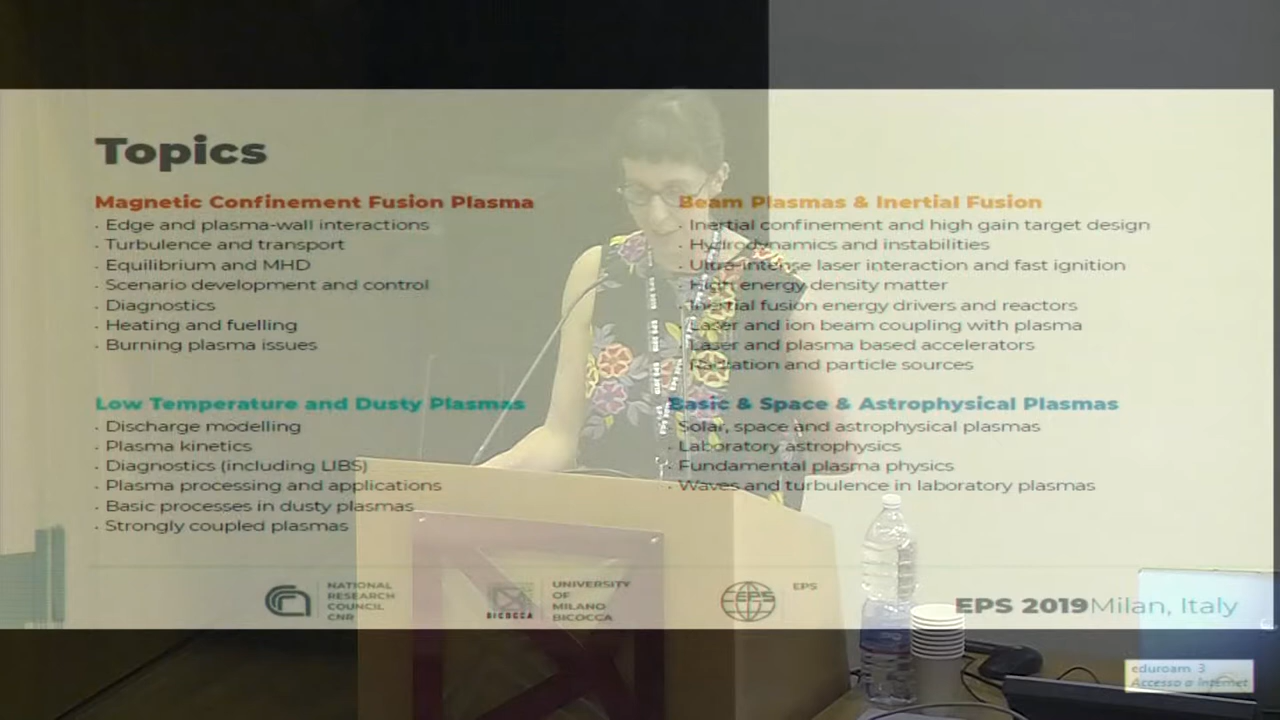 Topics
Magnetic Confinement Fusion Plasma
· Edge and plasma-wall interactions
· Turbulence and transport
· Equilibrium and MHD
· Scenario development and control
· Diagnostics
· Heating and fuelling
· Burning plasma issues
Beam Plasmas & Inertial Fusion
· Inertial confinement and high gain target design
· Hydrodynamics and instabilities
· Ultra-intense laser interaction and fast ignition
· High energy density matter
· Inertial fusion energy drivers and reactors
· Laser and ion beam coupling with plasma
· Laser and plasma based accelerators
· Radiation and particle sources
Low Temperature and Dusty Plasmas
· Discharge modelling
· Plasma kinetics
· Diagnostics (including LIBS)
· Plasma processing and applications
· Basic processes in dusty plasmas
· Strongly coupled plasmas
Basic & Space & Astrophysical Plasmas
· Solar, space and astrophysical plasmas
· Laboratory astrophysics
· Fundamental plasma physics
· Waves and turbulence in laboratory plasmas
NATIONAL
RESEARCH
COUNCIL
CNR
BICOCCA
UNIVERSITY
OF
MILANO
BICOCCA
EPS
EPS
EPS 2019 Milan, Italy
eduroam 3
Accesso a Internet